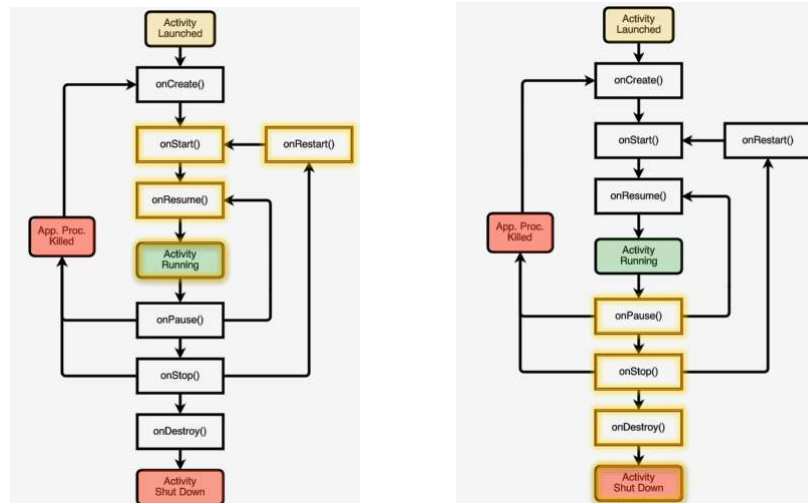 Activity
Launched
onCreate()
onStart()
onRestart()
onResume()
App. Proc.
Killed
Activity
Running
onPause()
onStop()
onDestroy()
Activity
Shut Down
Activity
Launched
onCreate()
onStart()
onRestart()
onResume()
App. Proc.
Killed
Activity
Running
onPause()
onStop()
onDestroy()
Activity
Shut Down